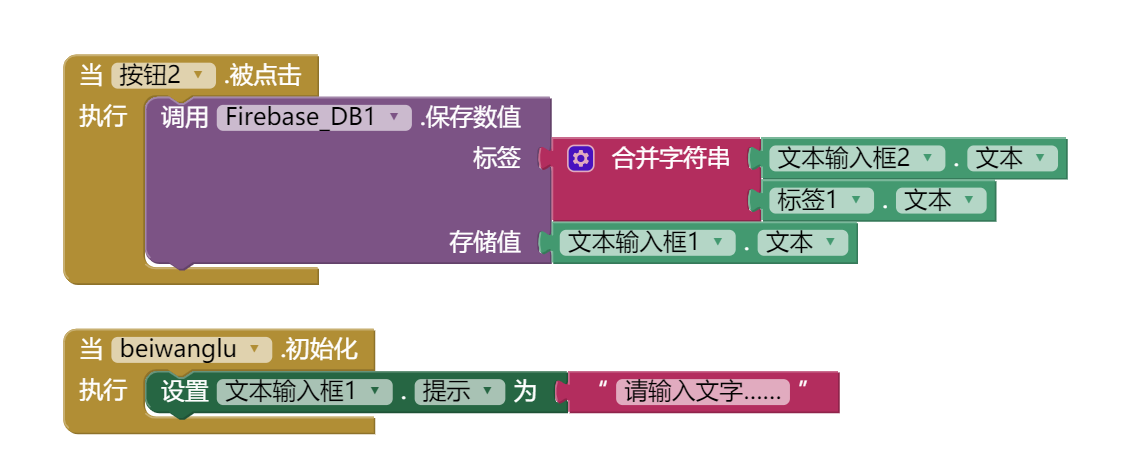 当 按钮2 .被点击
执行 调用 Firebase_DB1 .保存数值
标签 合并字符串 文本输入框2 . 文本
标签1 . 文本
存储值 文本输入框1 . 文本
当 beiwanglu .初始化
执行 设置 文本输入框1 . 提示 为 “ 请输入文字…… ”